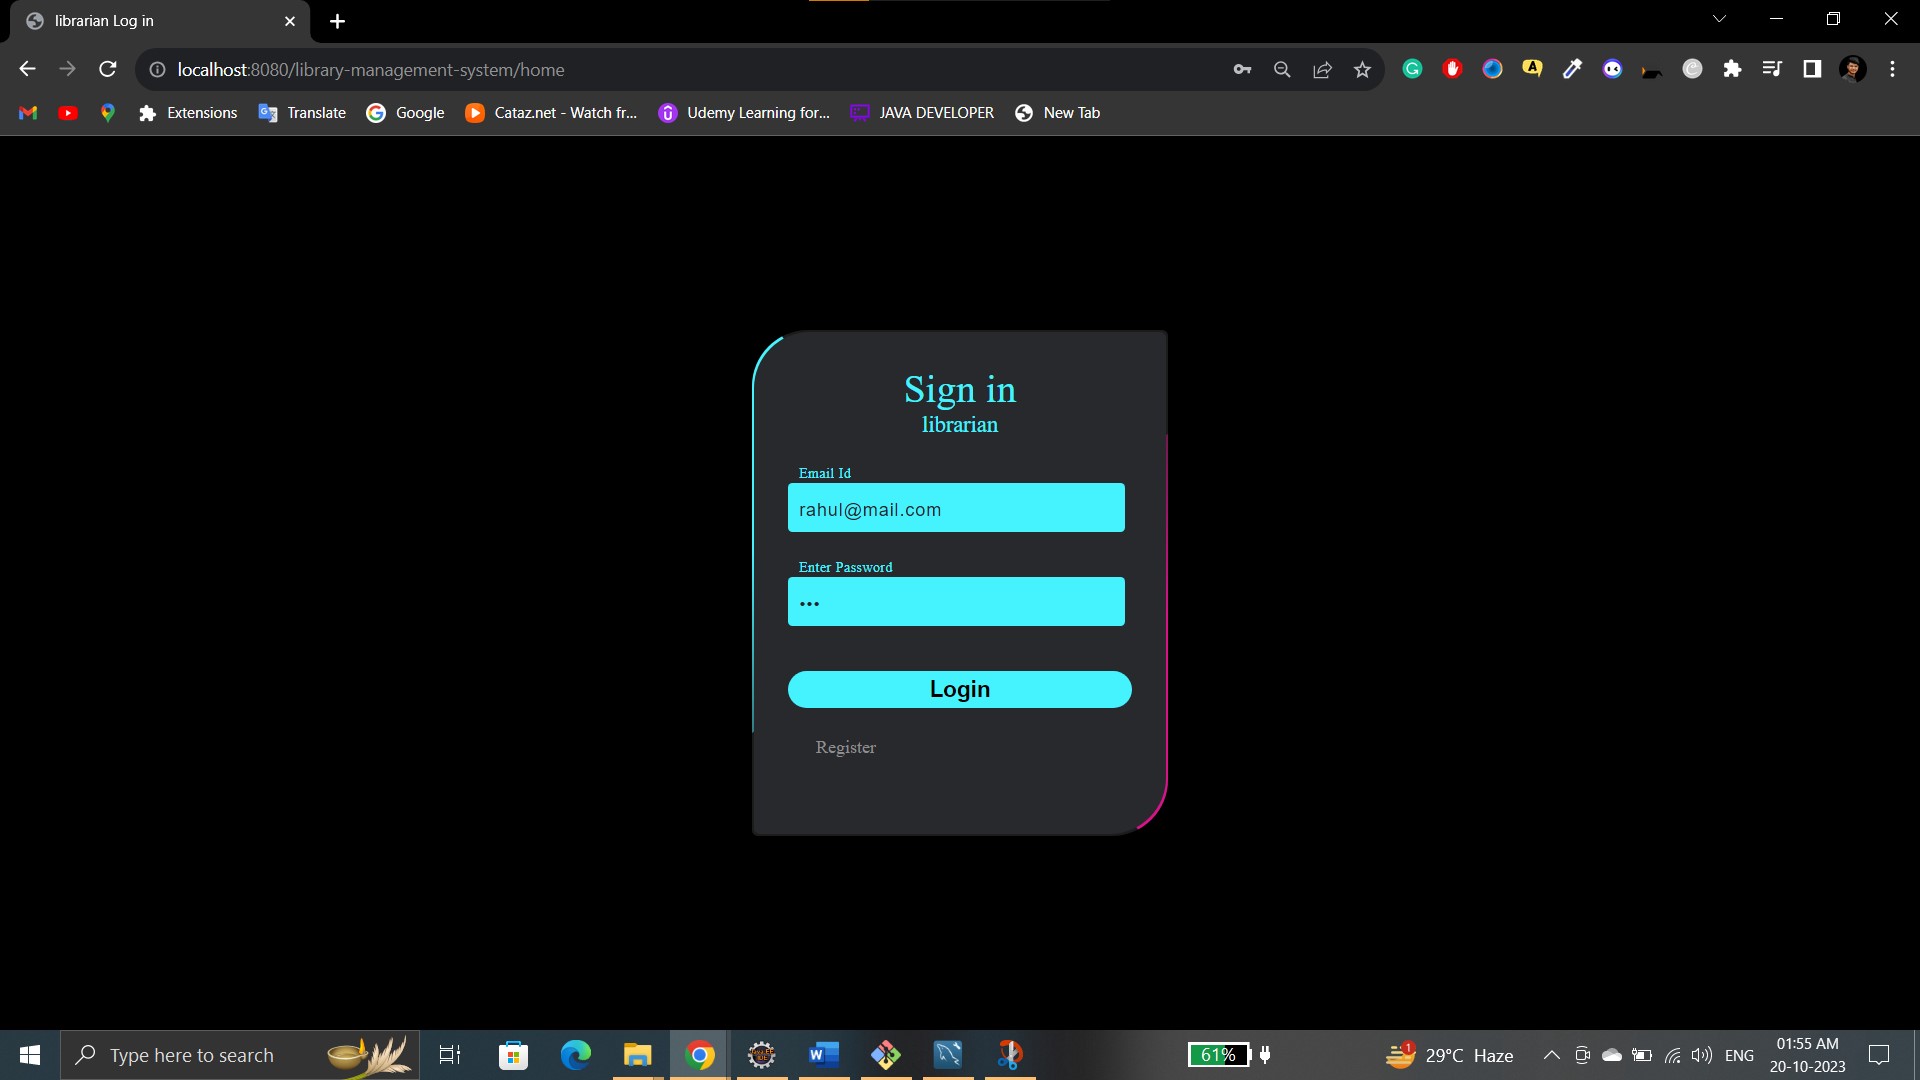 librarian Log in
localhost:8080/library-management-system/home
Extensions Translate Google Cataz.net - Watch fr... Udemy Learning for... JAVA DEVELOPER New Tab
Sign in
librarian
Email Id
rahul@mail.com
Enter Password
•••
Login
Register
Type here to search
61%
1
29°C Haze
ENG
01:55 AM
20-10-2023